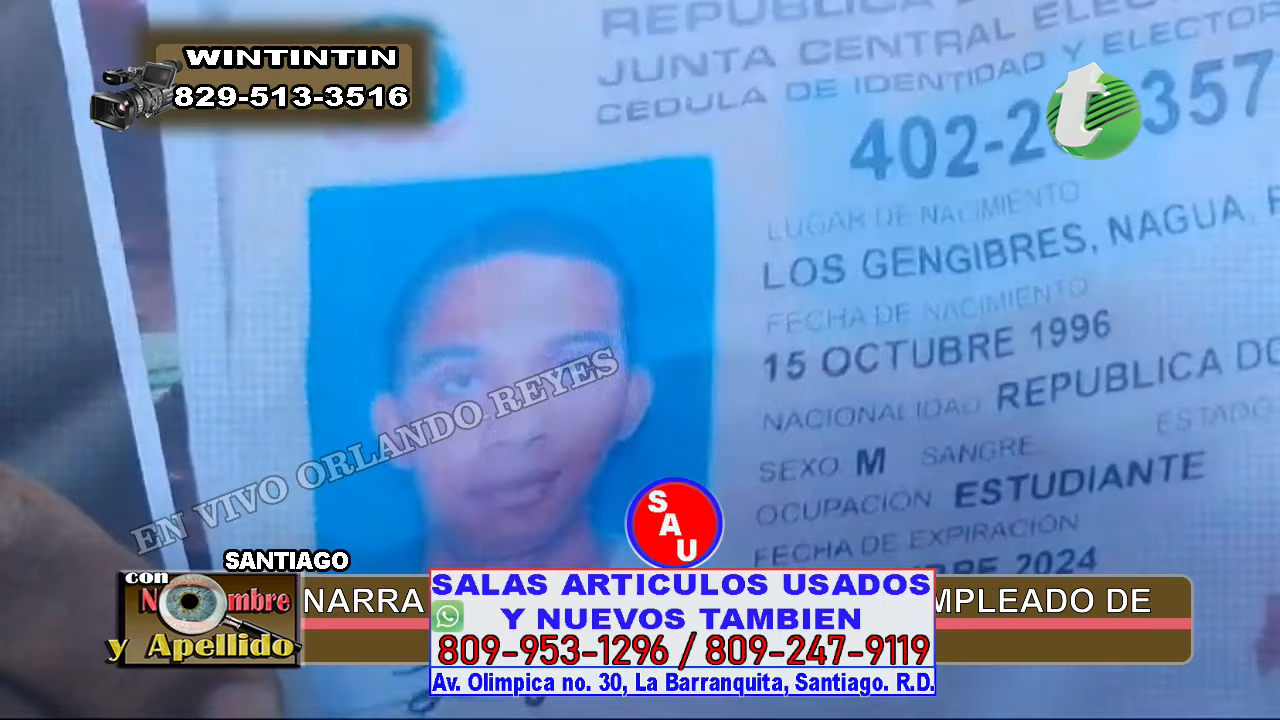 WINTINTIN
829-513-3516
REPUBLICA
JUNTA CENTRAL
CEDULA DE IDENTIDAD Y ELECTOR
402-2 357
t
LUGAR DE NACIMIENTO
LOS GENGIBRES, NAGUA,
FECHA DE NACIMIENTO
15 OCTUBRE 1996
NACIONALIDAD REPUBLICA DO
SEXO M SANGRE
OCUPACION ESTUDIANTE
FECHA DE EXPIRACIÓN
2024
EN VIVO ORLANDO REYES
SAU
SANTIAGO
con Nombre y Apellido
NARRA MPLEADO DE
SALAS ARTICULOS USADOS
Y NUEVOS TAMBIEN
809-953-1296 / 809-247-9119
Av. Olimpica no. 30, La Barranquita, Santiago. R.D.